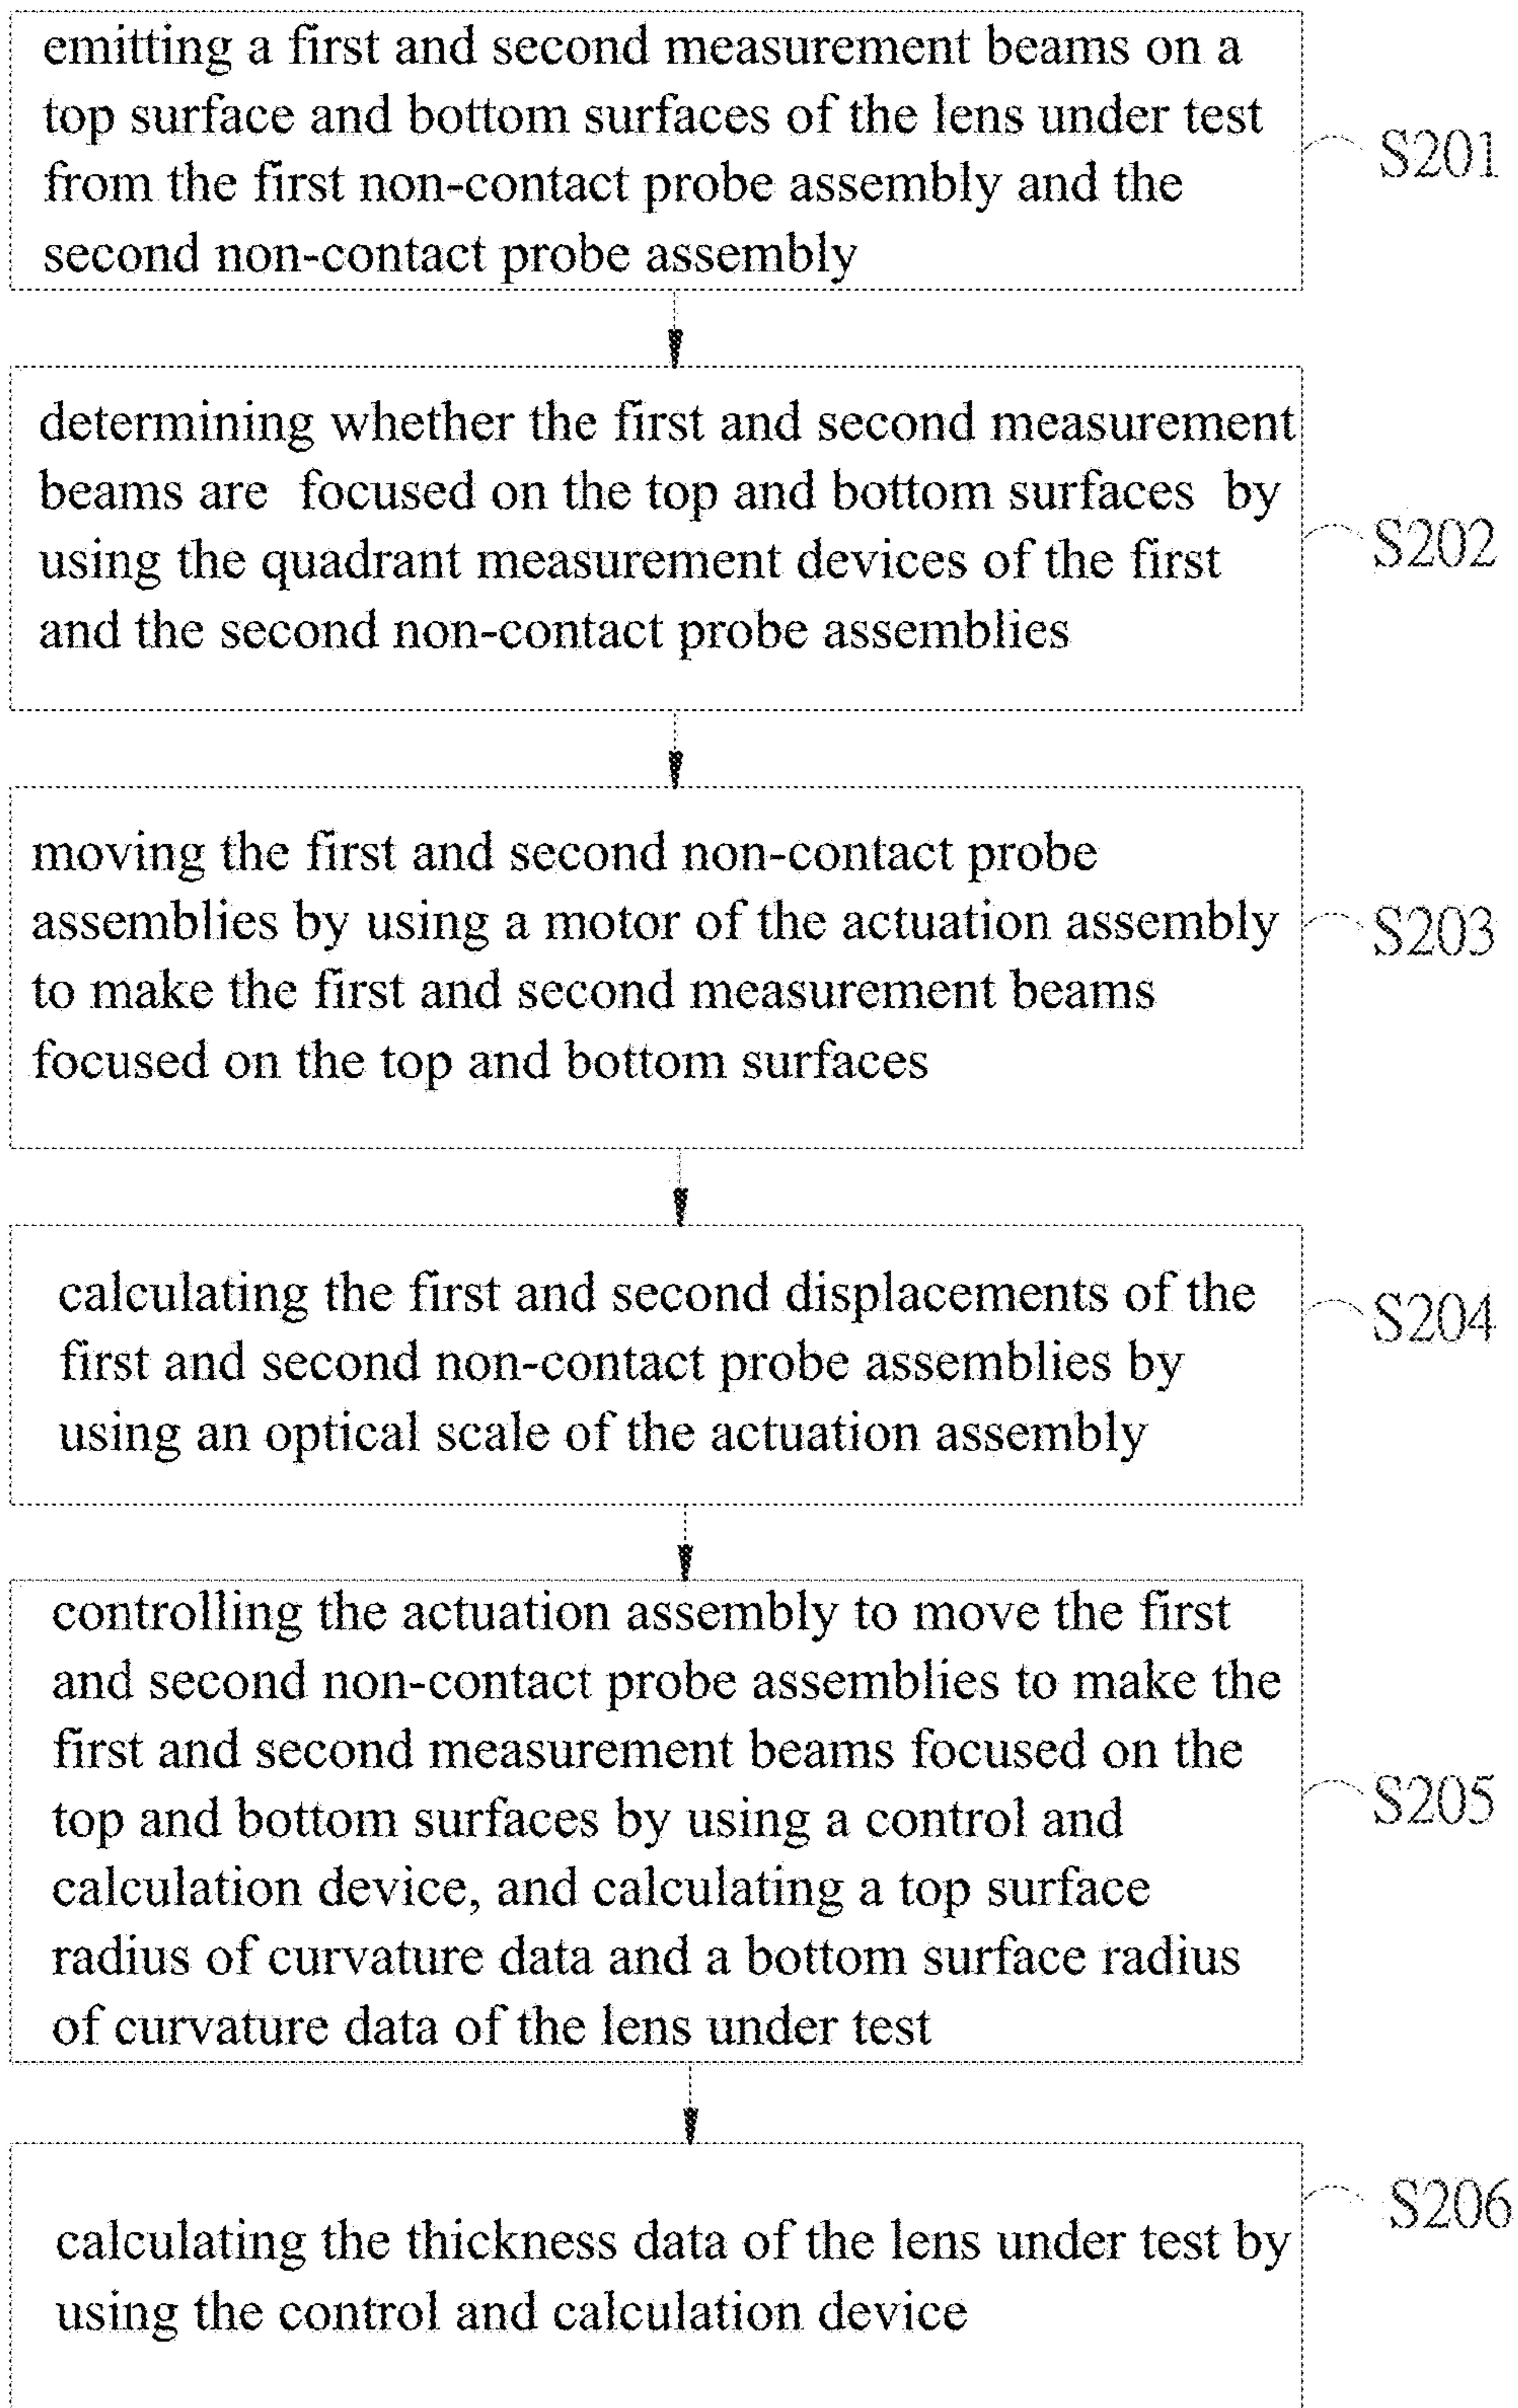 emitting a first and second measurement beams on a
top surface and bottom surfaces of the lens under test
from the first non-contact probe assembly and the
second non-contact probe assembly
S201
determining whether the first and second measurement
beams are focused on the top and bottom surfaces by
using the quadrant measurement devices of the first
and the second non-contact probe assemblies
S202
moving the first and second non-contact probe
assemblies by using a motor of the actuation assembly
to make the first and second measurement beams
focused on the top and bottom surfaces
S203
calculating the first and second displacements of the
first and second non-contact probe assemblies by
using an optical scale of the actuation assembly
S204
controlling the actuation assembly to move the first
and second non-contact probe assemblies to make the
first and second measurement beams focused on the
top and bottom surfaces by using a control and
calculation device, and calculating a top surface
radius of curvature data and a bottom surface radius
of curvature data of the lens under test
S205
calculating the thickness data of the lens under test by
using the control and calculation device
S206